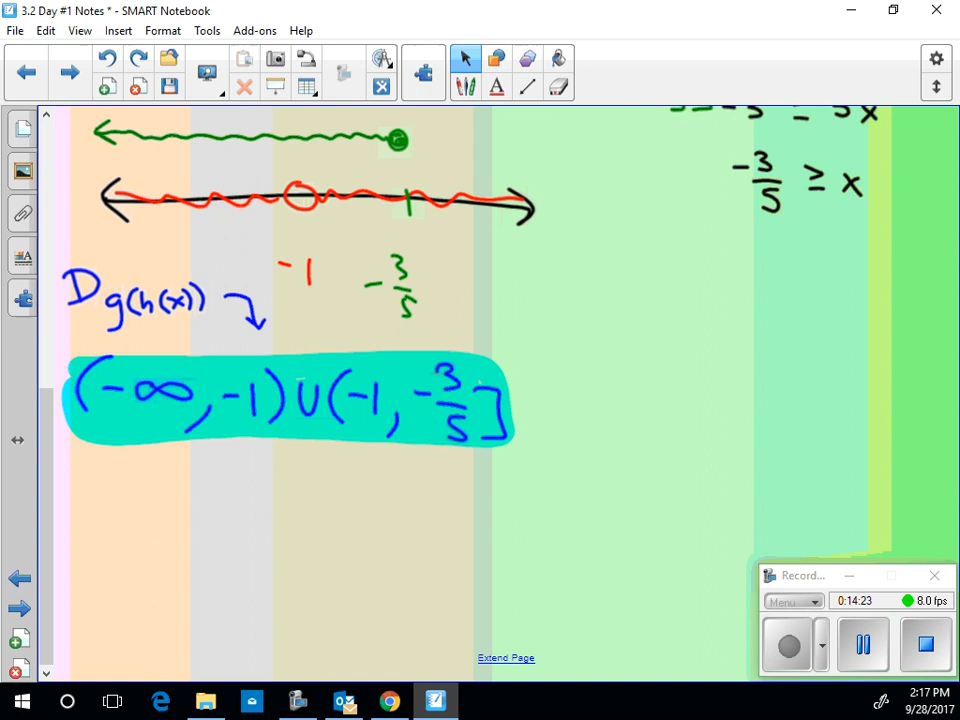 3.2 Day #1 Notes * - SMART Notebook
File Edit View Insert Format Tools Add-ons Help
-3/5 ≥ x
-1 -3/5
D g(h(x))
(-∞, -1) ∪ (-1, -3/5]
Record...
Menu 0:14:23 8.0 fps
Extend Page
2:17 PM
9/28/2017